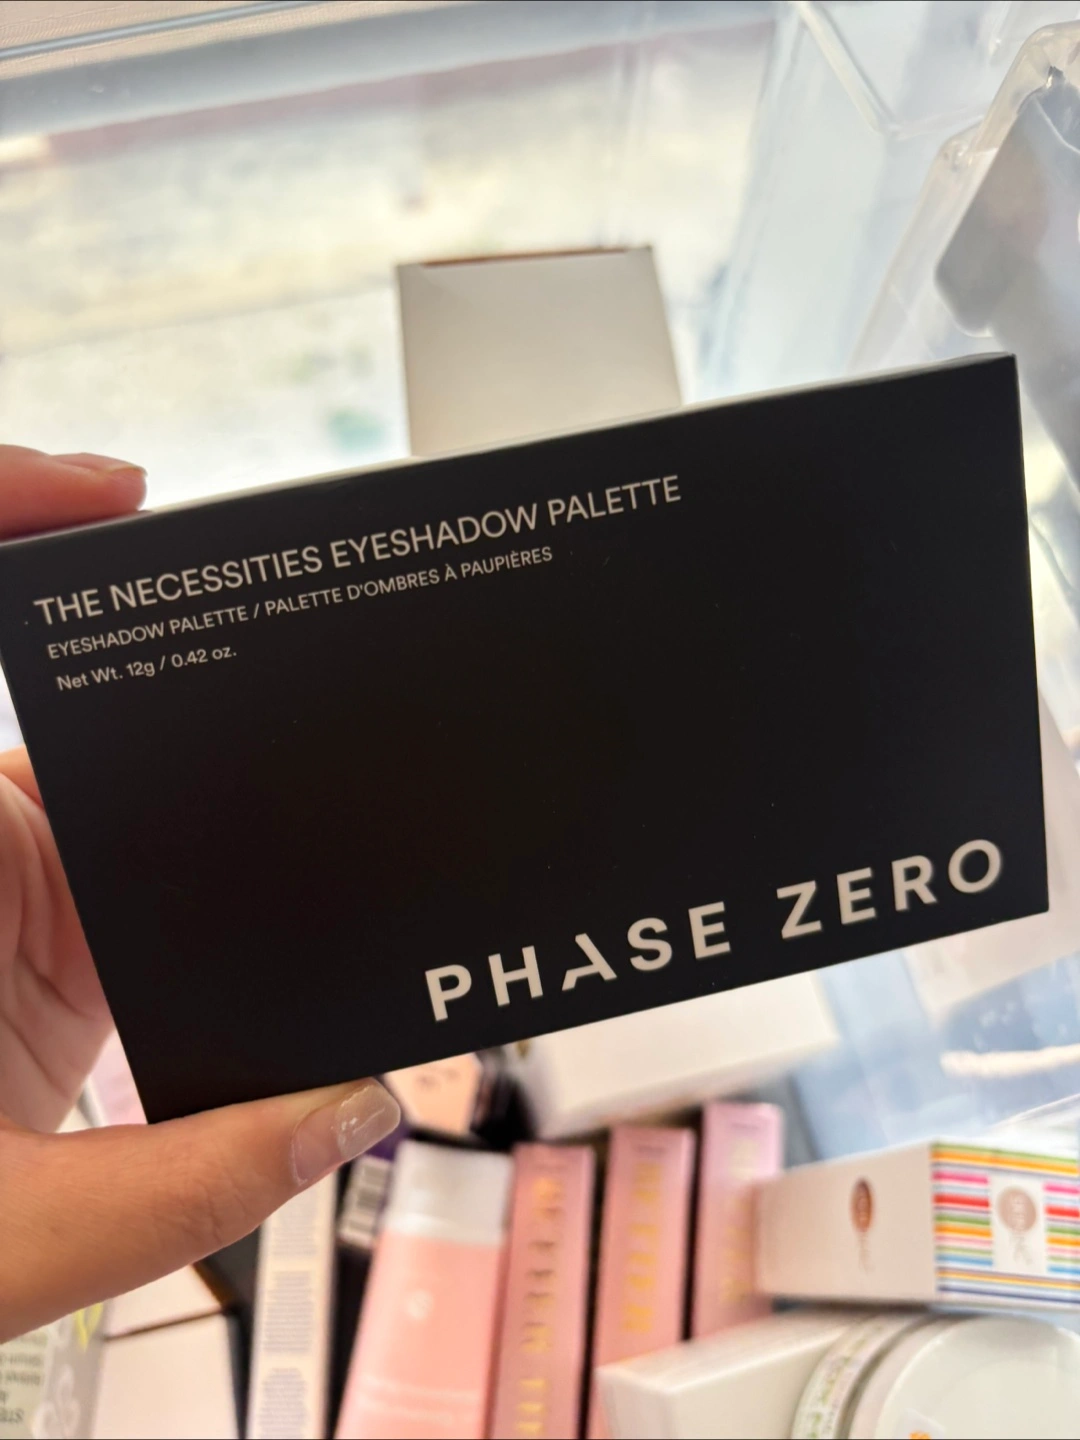 THE NECESSITIES EYESHADOW PALETTE
EYESHADOW PALETTE / PALETTE D'OMBRES À PAUPIÈRES
Net Wt. 12g / 0.42 oz.
PHASE ZERO